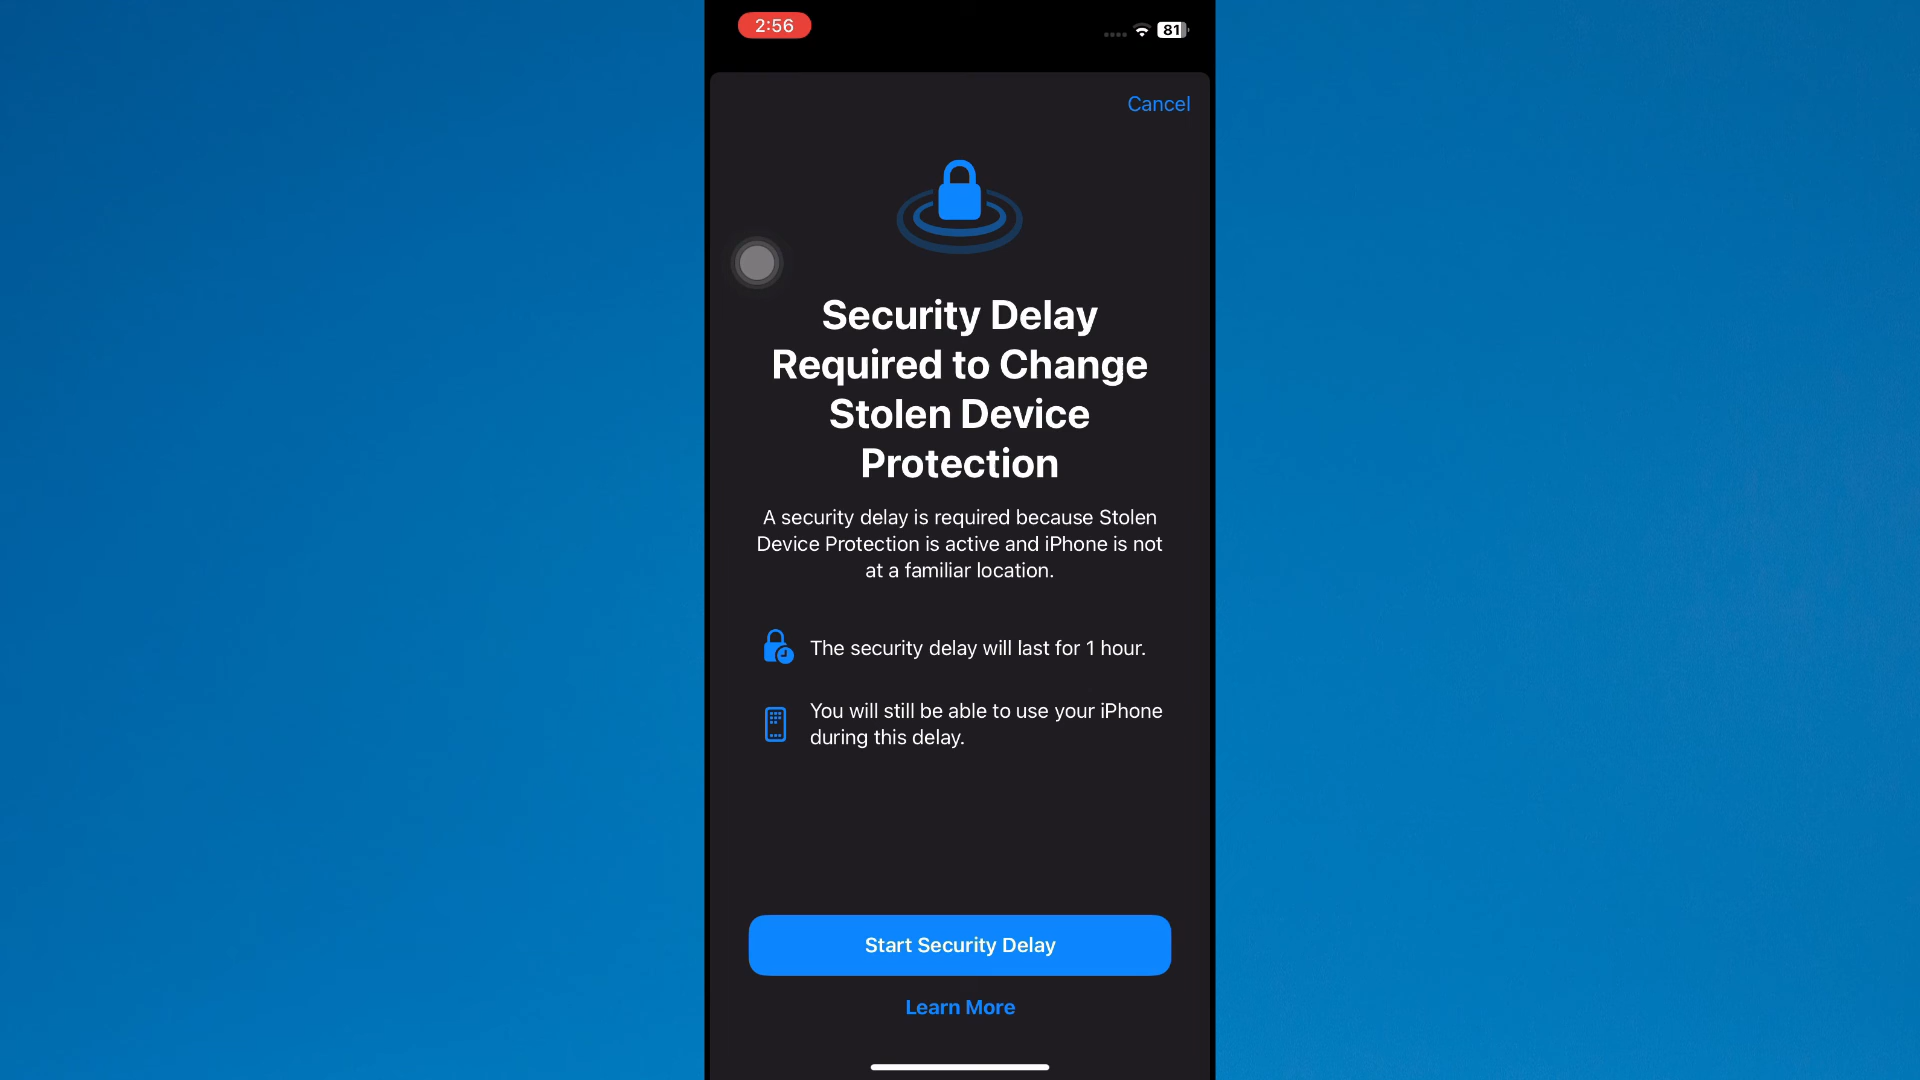 2:56
81
Cancel
Security Delay
Required to Change
Stolen Device
Protection
A security delay is required because Stolen
Device Protection is active and iPhone is not
at a familiar location.
The security delay will last for 1 hour.
You will still be able to use your iPhone
during this delay.
Start Security Delay
Learn More